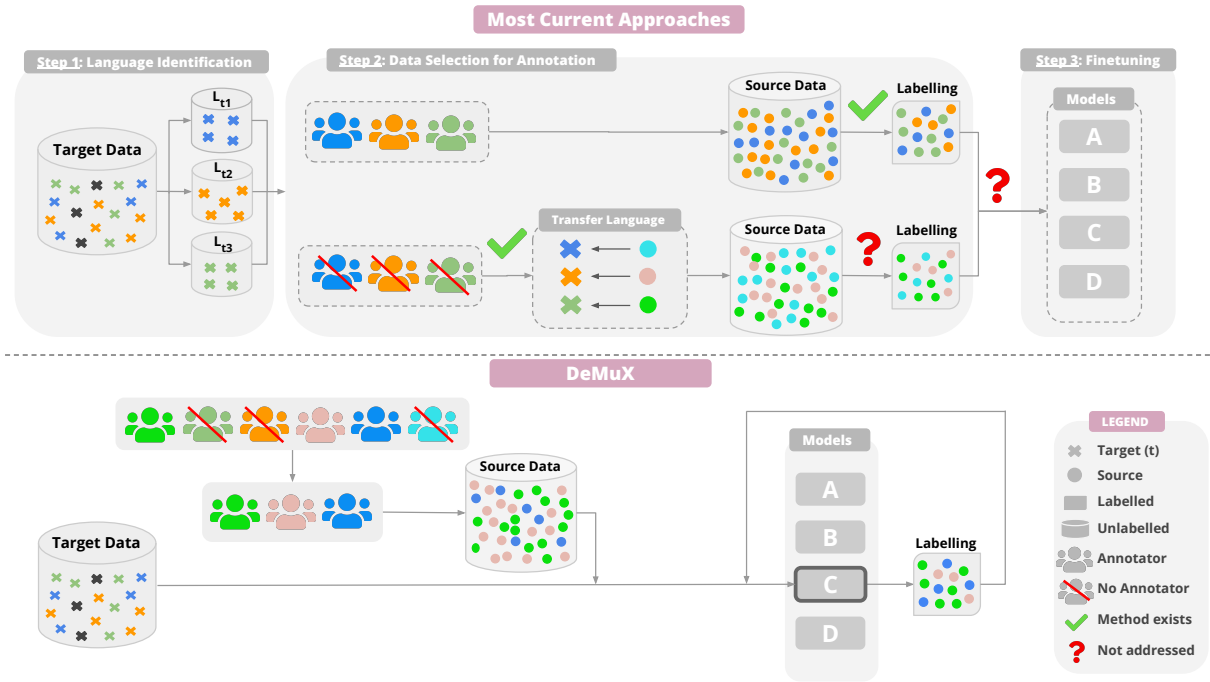 Most Current Approaches
Step 1: Language Identification
Step 2: Data Selection for Annotation
Step 3: Finetuning
Target Data
Lt1
Lt2
Lt3
Source Data
Labelling
Transfer Language
Source Data
Labelling
Models
A
B
C
D
DeMuX
Target Data
Source Data
Models
A
B
C
D
Labelling
LEGEND
Target (t)
Source
Labelled
Unlabelled
Annotator
No Annotator
Method exists
Not addressed